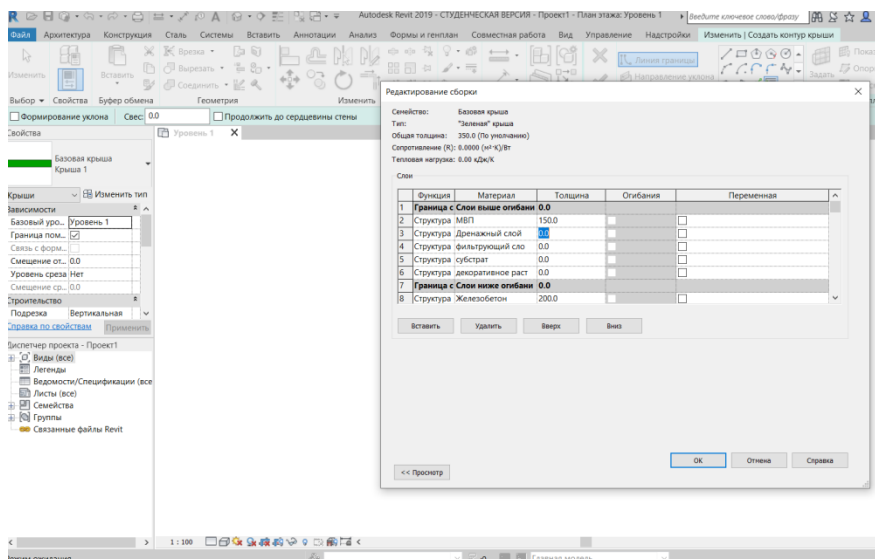 Autodesk Revit 2019 - СТУДЕНЧЕСКАЯ ВЕРСИЯ - Проект1 - План этажа: Уровень 1
Введите ключевое слово/фразу
Файл Архитектура Конструкция Сталь Системы Вставить Аннотации Анализ Формы и генплан Совместная работа Вид Управление Надстройки Изменить | Создать контур крыши
Изменить Вставить Врезка Вырезать Соединить
Линия границы
Направление уклона
Задать
Выбор Свойства Буфер обмена Геометрия Изменить
Формирование уклона Свес: 0.0 Продолжить до сердцевины стены
Свойства
Уровень 1
Базовая крыша
Крыша 1
Крыши Изменить тип
Зависимости
Базовый уро... Уровень 1
Граница пом...
Связь с форм...
Смещение от... 0.0
Уровень среза Нет
Смещение ср... 0.0
Строительство
Подрезка Вертикальная
Справка по свойствам Применить
Диспетчер проекта - Проект1
Виды (все)
Легенды
Ведомости/Спецификации (все
Листы (все)
Семейства
Группы
Связанные файлы Revit
Редактирование сборки
Семейство: Базовая крыша
Тип: "Зеленая" крыша
Общая толщина: 350.0 (По умолчанию)
Сопротивление (R): 0.0000 (м²·К)/Вт
Тепловая нагрузка: 0.00 кДж/К
Слои
Функция Материал Толщина Огибания Переменная
1 Граница с Слои выше огибани 0.0
2 Структура МВП 150.0
3 Структура Дренажный слой 0.0
4 Структура фильтрующий сло 0.0
5 Структура субстрат 0.0
6 Структура декоративное раст 0.0
7 Граница с Слои ниже огибани 0.0
8 Структура Железобетон 200.0
Вставить Удалить Вверх Вниз
<< Просмотр
ОК Отмена Справка
1 : 100
Режим ожидания
Главная модель